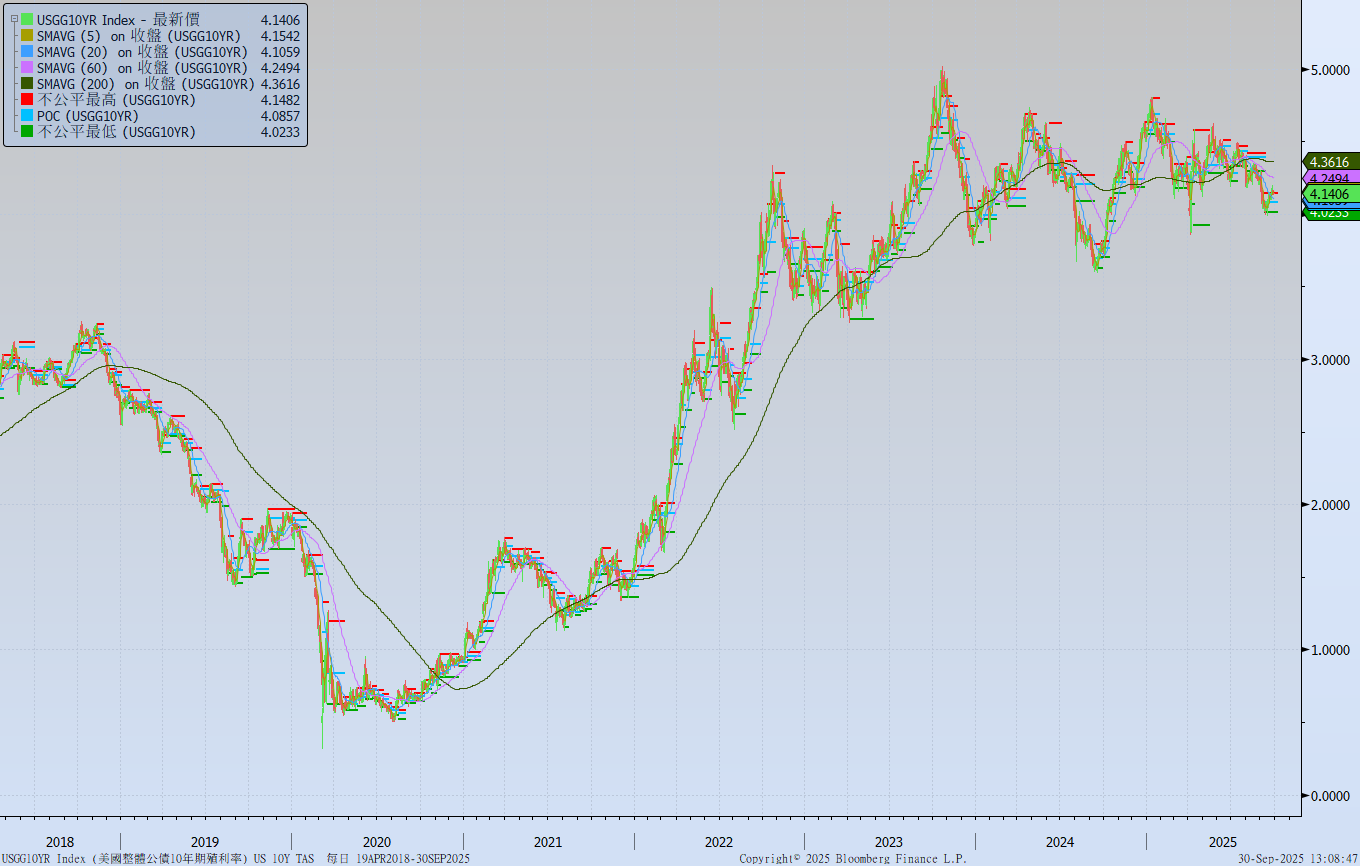 USGG10YR Index - 最新價 4.1406
SMAVG (5) on 收盤 (USGG10YR) 4.1542
SMAVG (20) on 收盤 (USGG10YR) 4.1059
SMAVG (60) on 收盤 (USGG10YR) 4.2494
SMAVG (200) on 收盤 (USGG10YR) 4.3616
不公平最高 (USGG10YR) 4.1482
POC (USGG10YR) 4.0857
不公平最低 (USGG10YR) 4.0233
5.0000
4.3616
4.2494
4.1406
4.0233
3.0000
2.0000
1.0000
0.0000
2018 2019 2020 2021 2022 2023 2024 2025
USGG10YR Index (美國整體公債10年期殖利率) US 10Y TAS 每日 19APR2018-30SEP2025 Copyright© 2025 Bloomberg Finance L.P. 30-Sep-2025 13:08:47